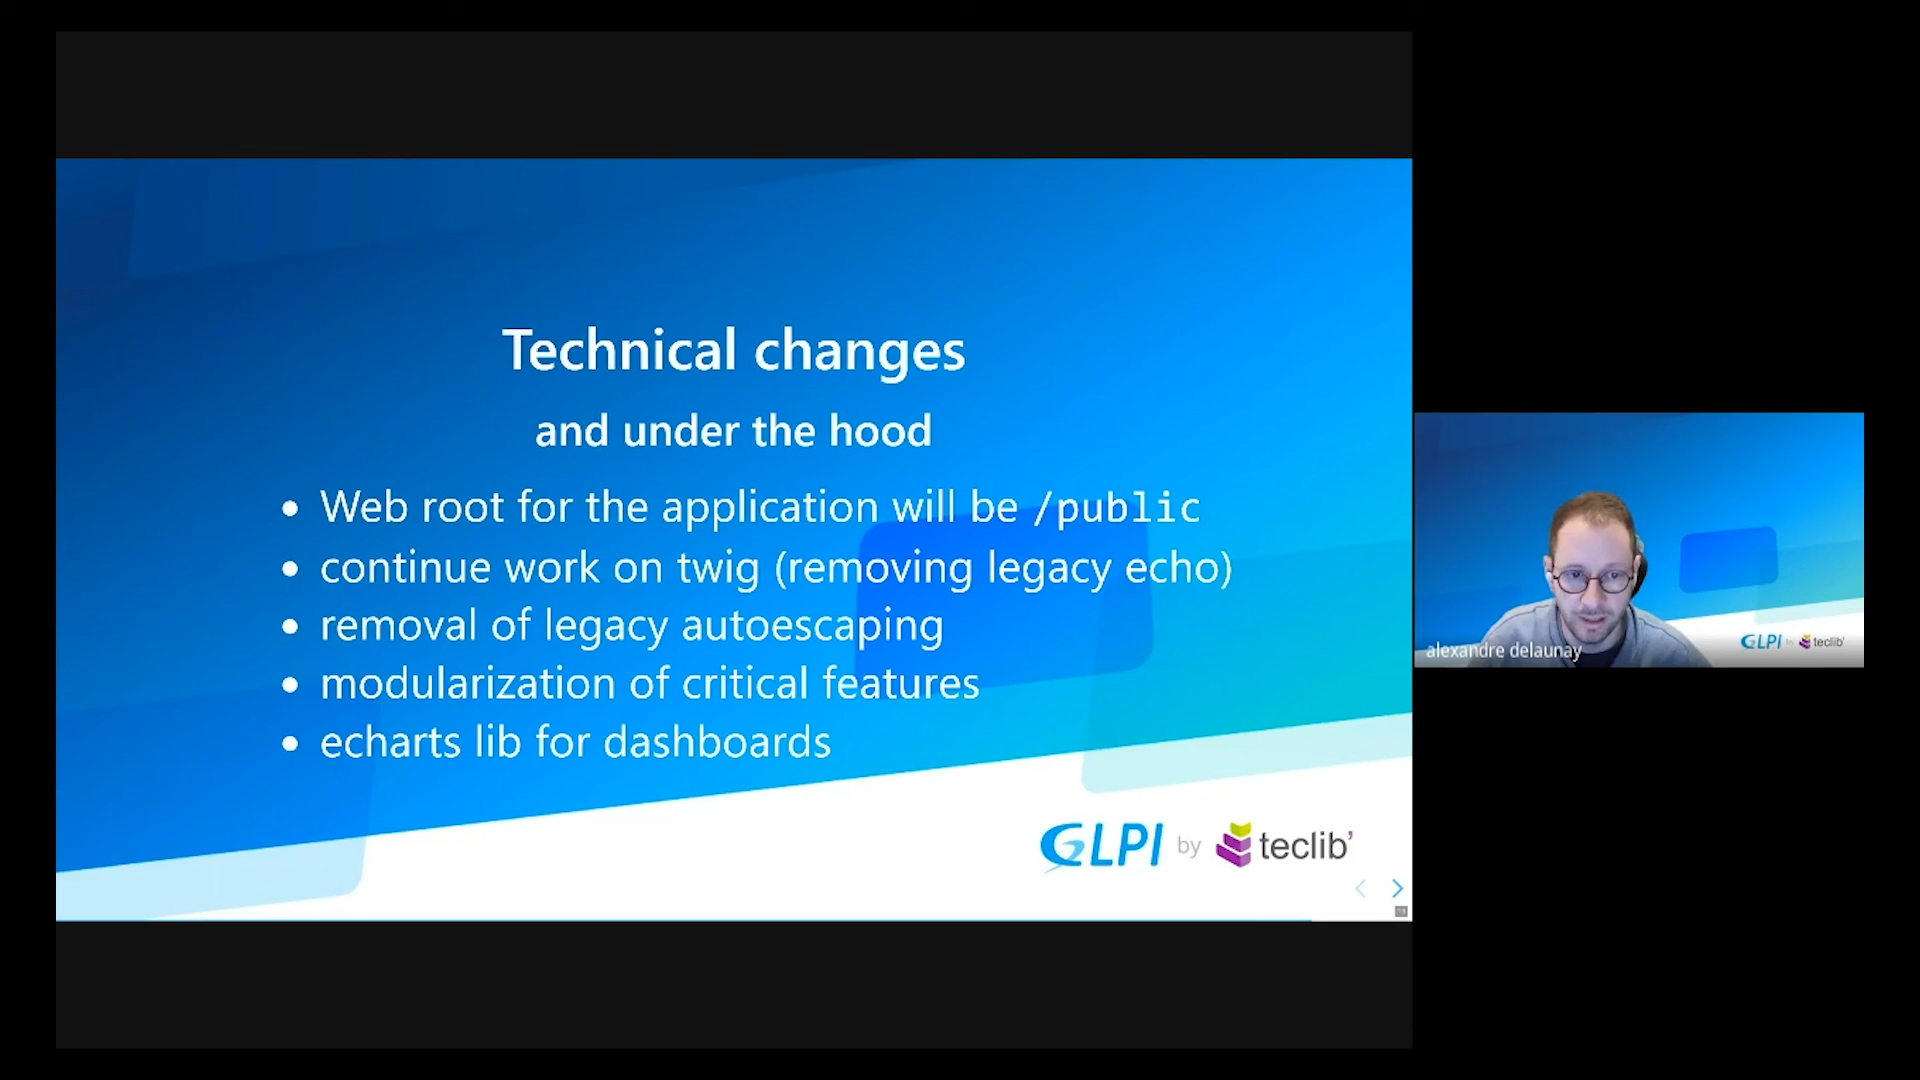 Technical changes
and under the hood
• Web root for the application will be /public
• continue work on twig (removing legacy echo)
• removal of legacy autoescaping
• modularization of critical features
• echarts lib for dashboards
GLPI by teclib'
alexandre delaunay
GLPI by teclib'